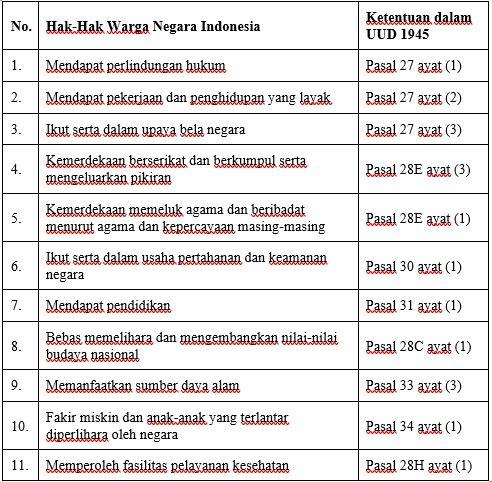 No. Hak-Hak Warga Negara Indonesia Ketentuan dalam
UUD 1945
1. Mendapat perlindungan hukum Pasal 27 ayat (1)
2. Mendapat pekerjaan dan penghidupan yang layak Pasal 27 ayat (2)
3. Ikut serta dalam upaya bela negara Pasal 27 ayat (3)
4. Kemerdekaan berserikat dan berkumpul serta
mengeluarkan pikiran Pasal 28E ayat (3)
5. Kemerdekaan memeluk agama dan beribadat
menurut agama dan kepercayaan masing-masing Pasal 28E ayat (1)
6. Ikut serta dalam usaha pertahanan dan keamanan
negara Pasal 30 ayat (1)
7. Mendapat pendidikan Pasal 31 ayat (1)
8. Bebas memelihara dan mengembangkan nilai-nilai
budaya nasional Pasal 28C ayat (1)
9. Memanfaatkan sumber daya alam Pasal 33 ayat (3)
10. Fakir miskin dan anak-anak yang terlantar
diperlihara oleh negara Pasal 34 ayat (1)
11. Memperoleh fasilitas pelayanan kesehatan Pasal 28H ayat (1)